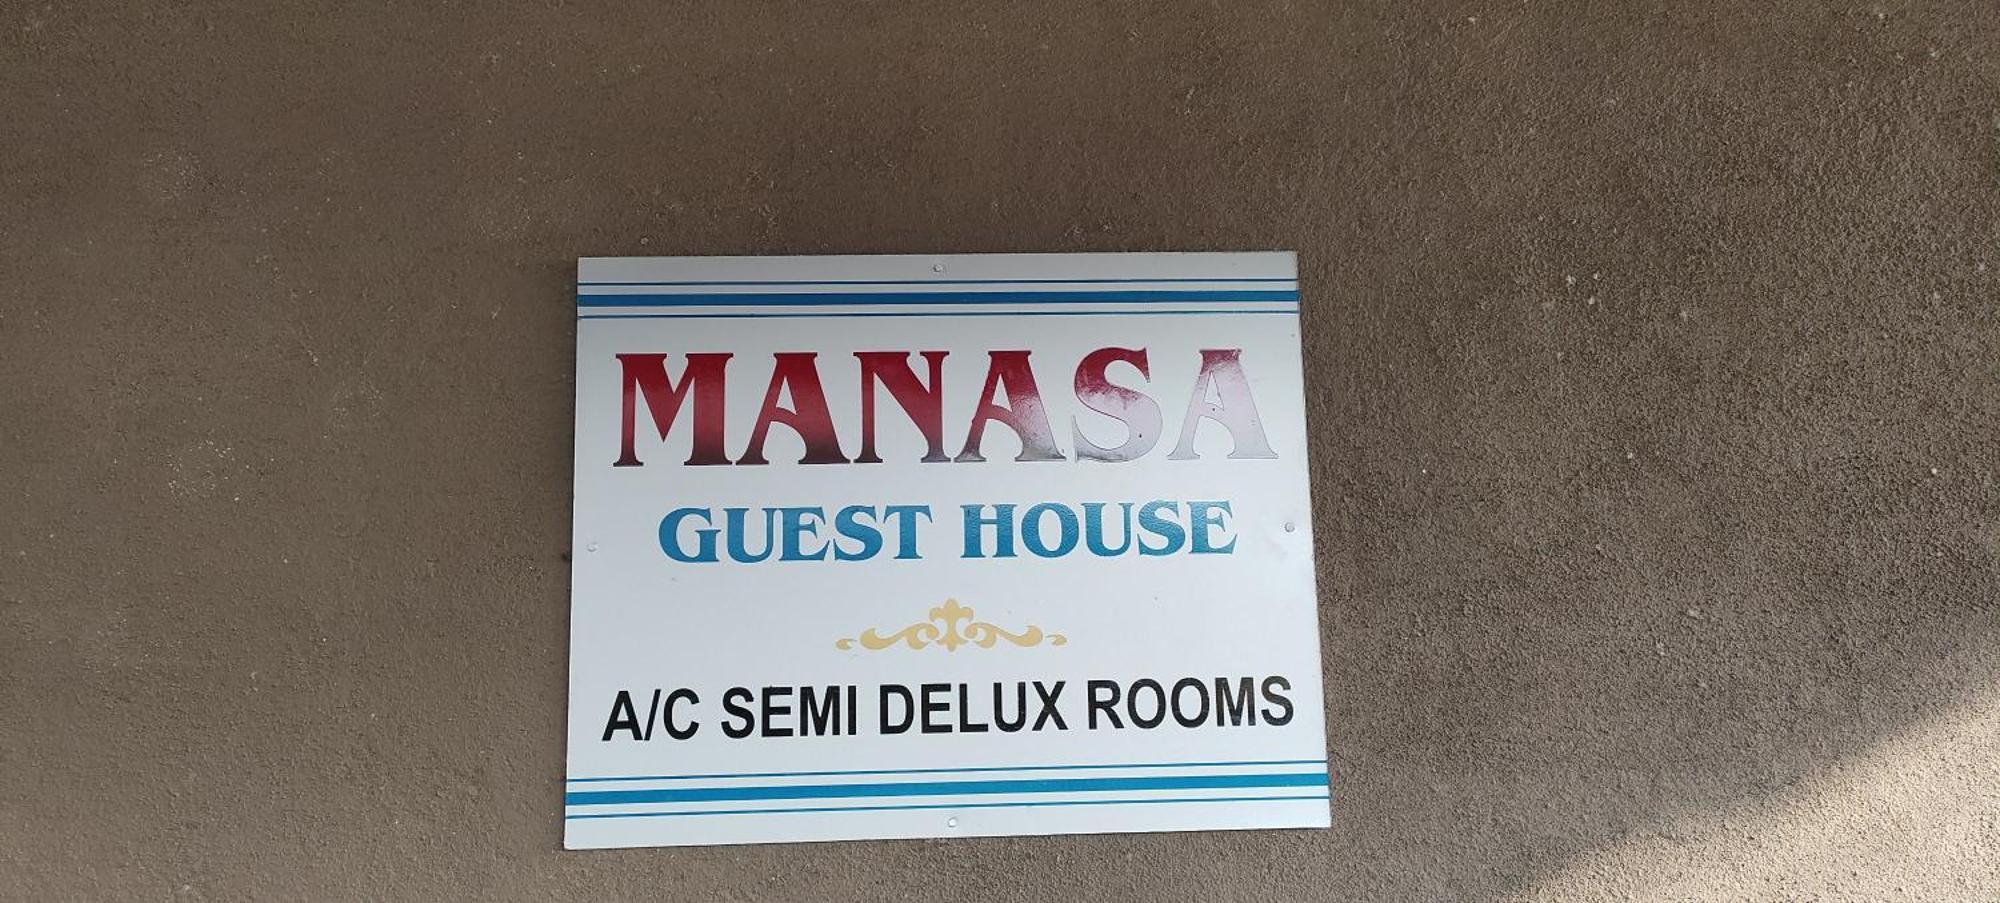 MANASA
GUEST HOUSE
A/C SEMI DELUX ROOMS